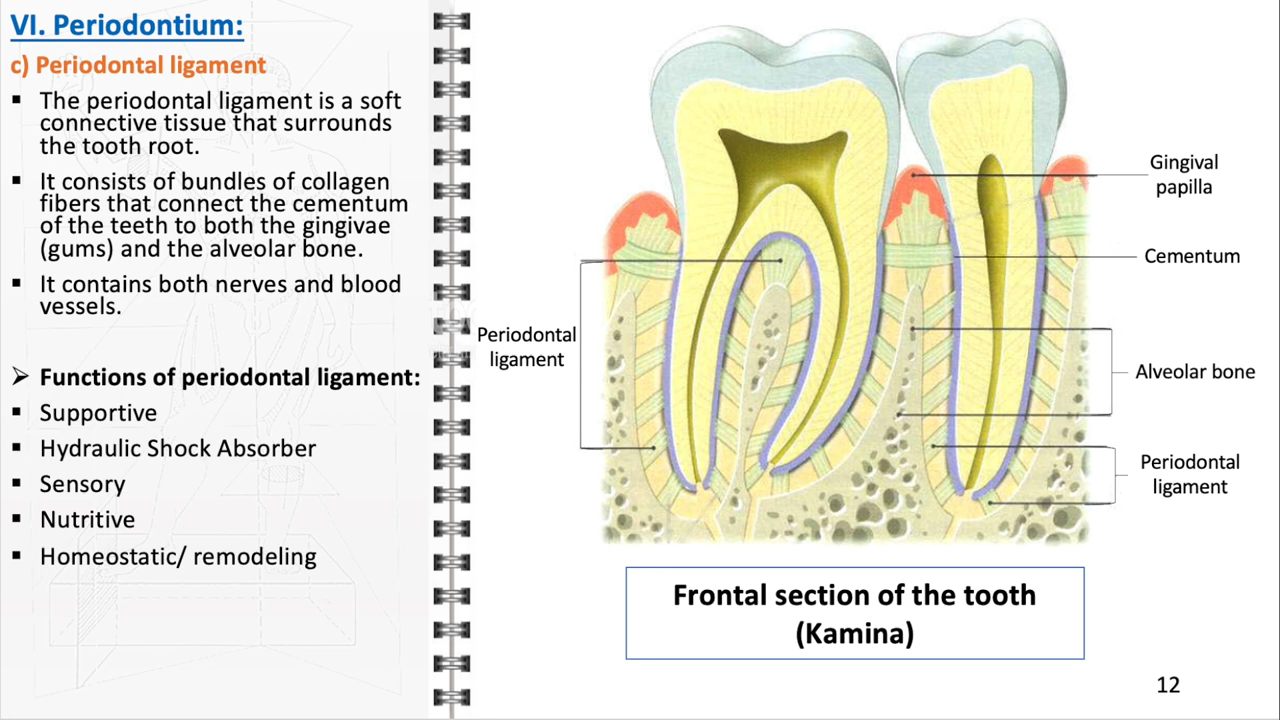 VI. Periodontium:
c) Periodontal ligament
▪ The periodontal ligament is a soft
connective tissue that surrounds
the tooth root.
▪ It consists of bundles of collagen
fibers that connect the cementum
of the teeth to both the gingivae
(gums) and the alveolar bone.
▪ It contains both nerves and blood
vessels.
➢ Functions of periodontal ligament:
▪ Supportive
▪ Hydraulic Shock Absorber
▪ Sensory
▪ Nutritive
▪ Homeostatic/ remodeling
Periodontal
ligament
Gingival
papilla
Cementum
Alveolar bone
Periodontal
ligament
Frontal section of the tooth
(Kamina)
12